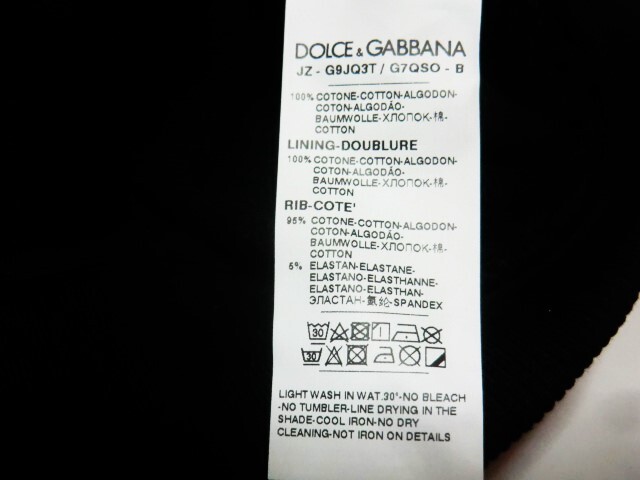 DOLCE & GABBANA
JZ - G9JQ3T / G7QSO - B
100% COTONE-COTTON-ALGODON-
COTON-ALGODÃO-
BAUMWOLLE-ХЛОПОК-棉-
COTTON
LINING-DOUBLURE
100% COTONE-COTTON-ALGODON-
COTON-ALGODÃO-
BAUMWOLLE-ХЛОПОК-棉-
COTTON
RIB-COTE'
95% COTONE-COTTON-ALGODON-
COTON-ALGODÃO-
BAUMWOLLE-ХЛОПОК-棉-
COTTON
5% ELASTAN-ELASTANE-
ELASTANO-ELASTHANNE-
ELASTANO-ELASTHAN-
ЭЛАСТАН-氨纶-SPANDEX
30
30
LIGHT WASH IN WAT.30°-NO BLEACH
-NO TUMBLER-LINE DRYING IN THE
SHADE-COOL IRON-NO DRY
CLEANING-NOT IRON ON DETAILS